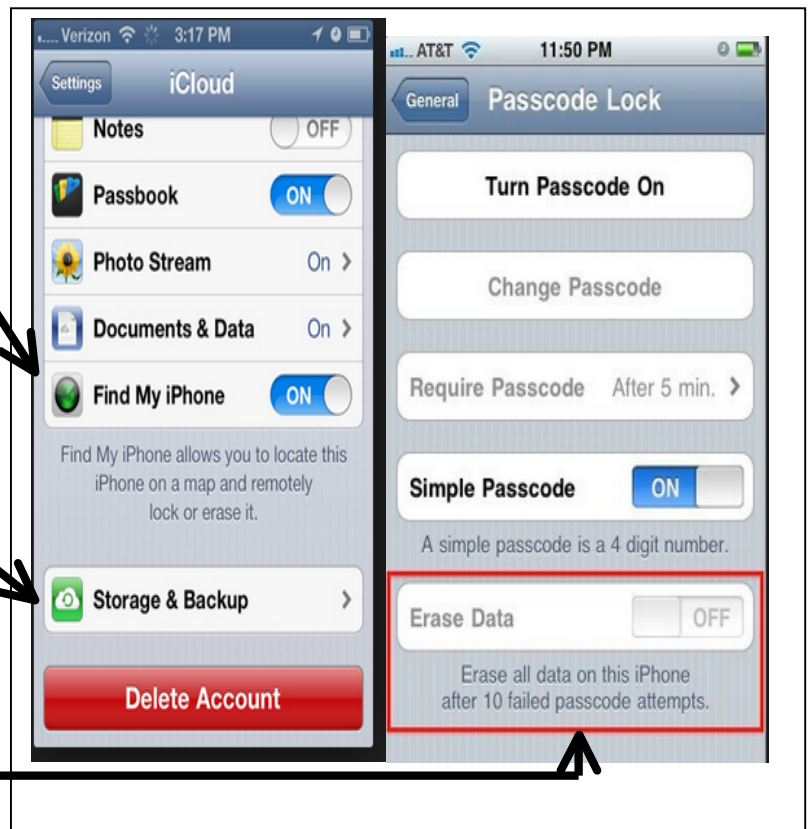 Verizon 3:17 PM
Settings iCloud
Notes OFF
Passbook ON
Photo Stream On >
Documents & Data On >
Find My iPhone ON
Find My iPhone allows you to locate this
iPhone on a map and remotely
lock or erase it.
Storage & Backup >
Delete Account
AT&T 11:50 PM
General Passcode Lock
Turn Passcode On
Change Passcode
Require Passcode After 5 min. >
Simple Passcode ON
A simple passcode is a 4 digit number.
Erase Data OFF
Erase all data on this iPhone
after 10 failed passcode attempts.